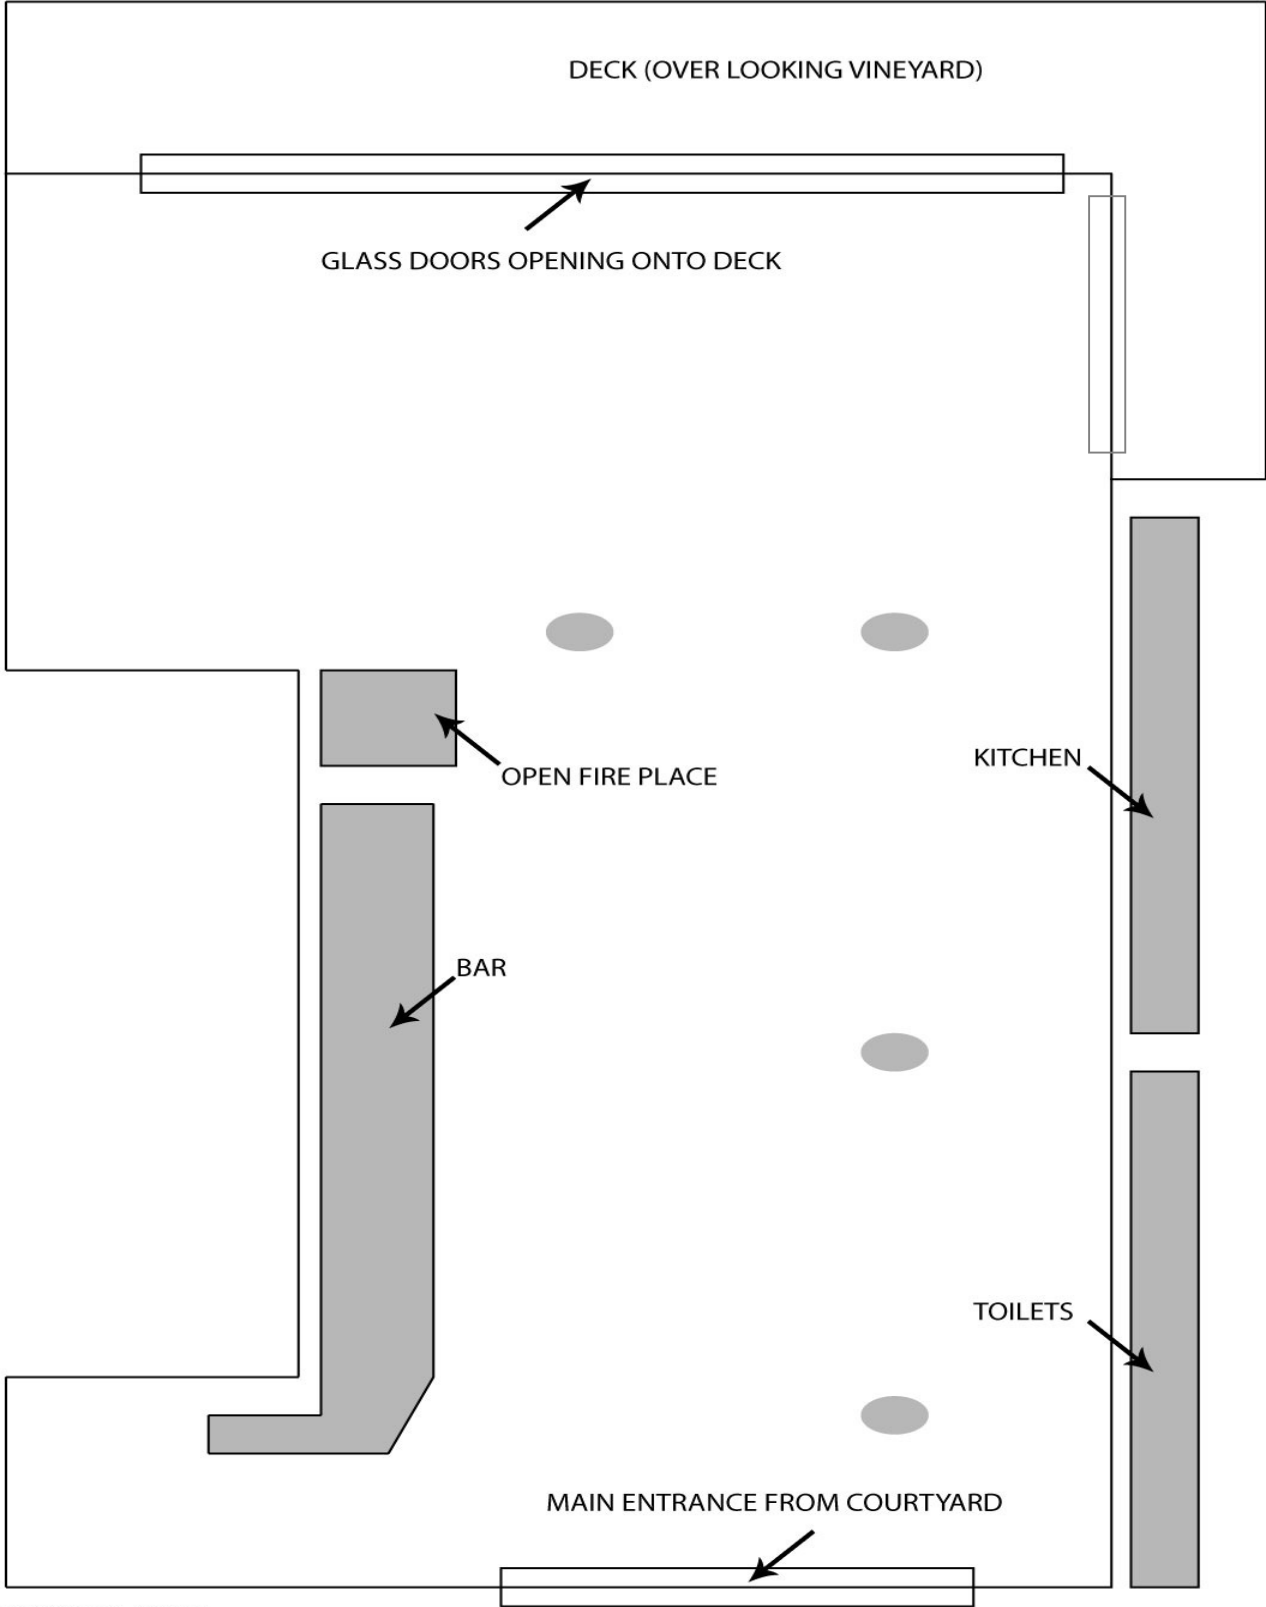 DECK (OVER LOOKING VINEYARD)
GLASS DOORS OPENING ONTO DECK
KITCHEN
OPEN FIRE PLACE
BAR
TOILETS
MAIN ENTRANCE FROM COURTYARD